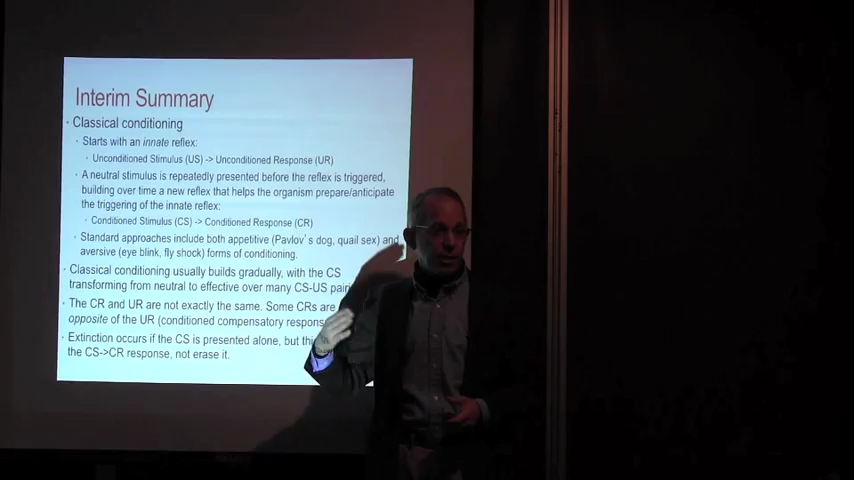 Interim Summary
Classical conditioning
Starts with an innate reflex:
Unconditioned Stimulus (US) -> Unconditioned Response (UR)
A neutral stimulus is repeatedly presented before the reflex is triggered,
building over time a new reflex that helps the organism prepare/anticipate
the triggering of the innate reflex:
Conditioned Stimulus (CS) -> Conditioned Response (CR)
Standard approaches include both appetitive (Pavlov's dog, quail sex) and
aversive (eye blink, fly shock) forms of conditioning.
Classical conditioning usually builds gradually, with the CS
transforming from neutral to effective over many CS-US
The CR and UR are not exactly the same. Some CRs are
opposite of the UR (conditioned compensatory
Extinction occurs if the CS is presented alone, but
the CS->CR response, not erase it.